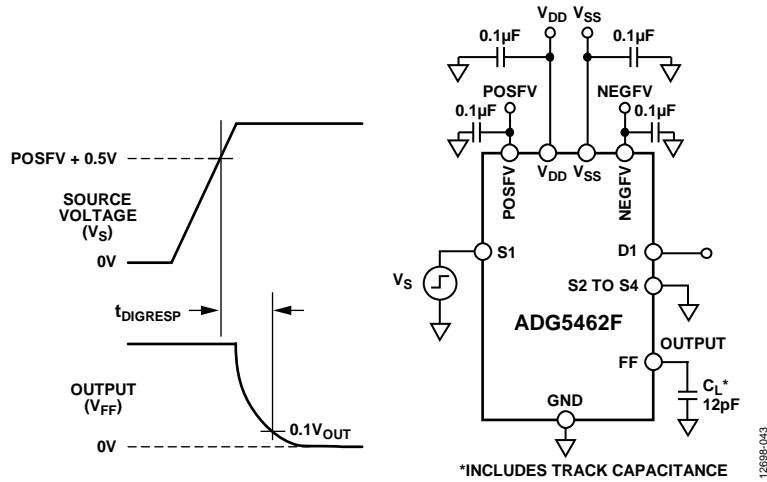 POSFV + 0.5V
SOURCE
VOLTAGE
(VS)
0V
tDIGRESP
OUTPUT
(VFF)
0.1VOUT
0V
VDD VSS
0.1µF
0.1µF
POSFV
NEGFV
0.1µF
0.1µF
POSFV
VDD
VSS
NEGFV
S1
D1
VS
S2 TO S4
ADG5462F
OUTPUT
FF
CL*
12pF
GND
*INCLUDES TRACK CAPACITANCE
12698-043